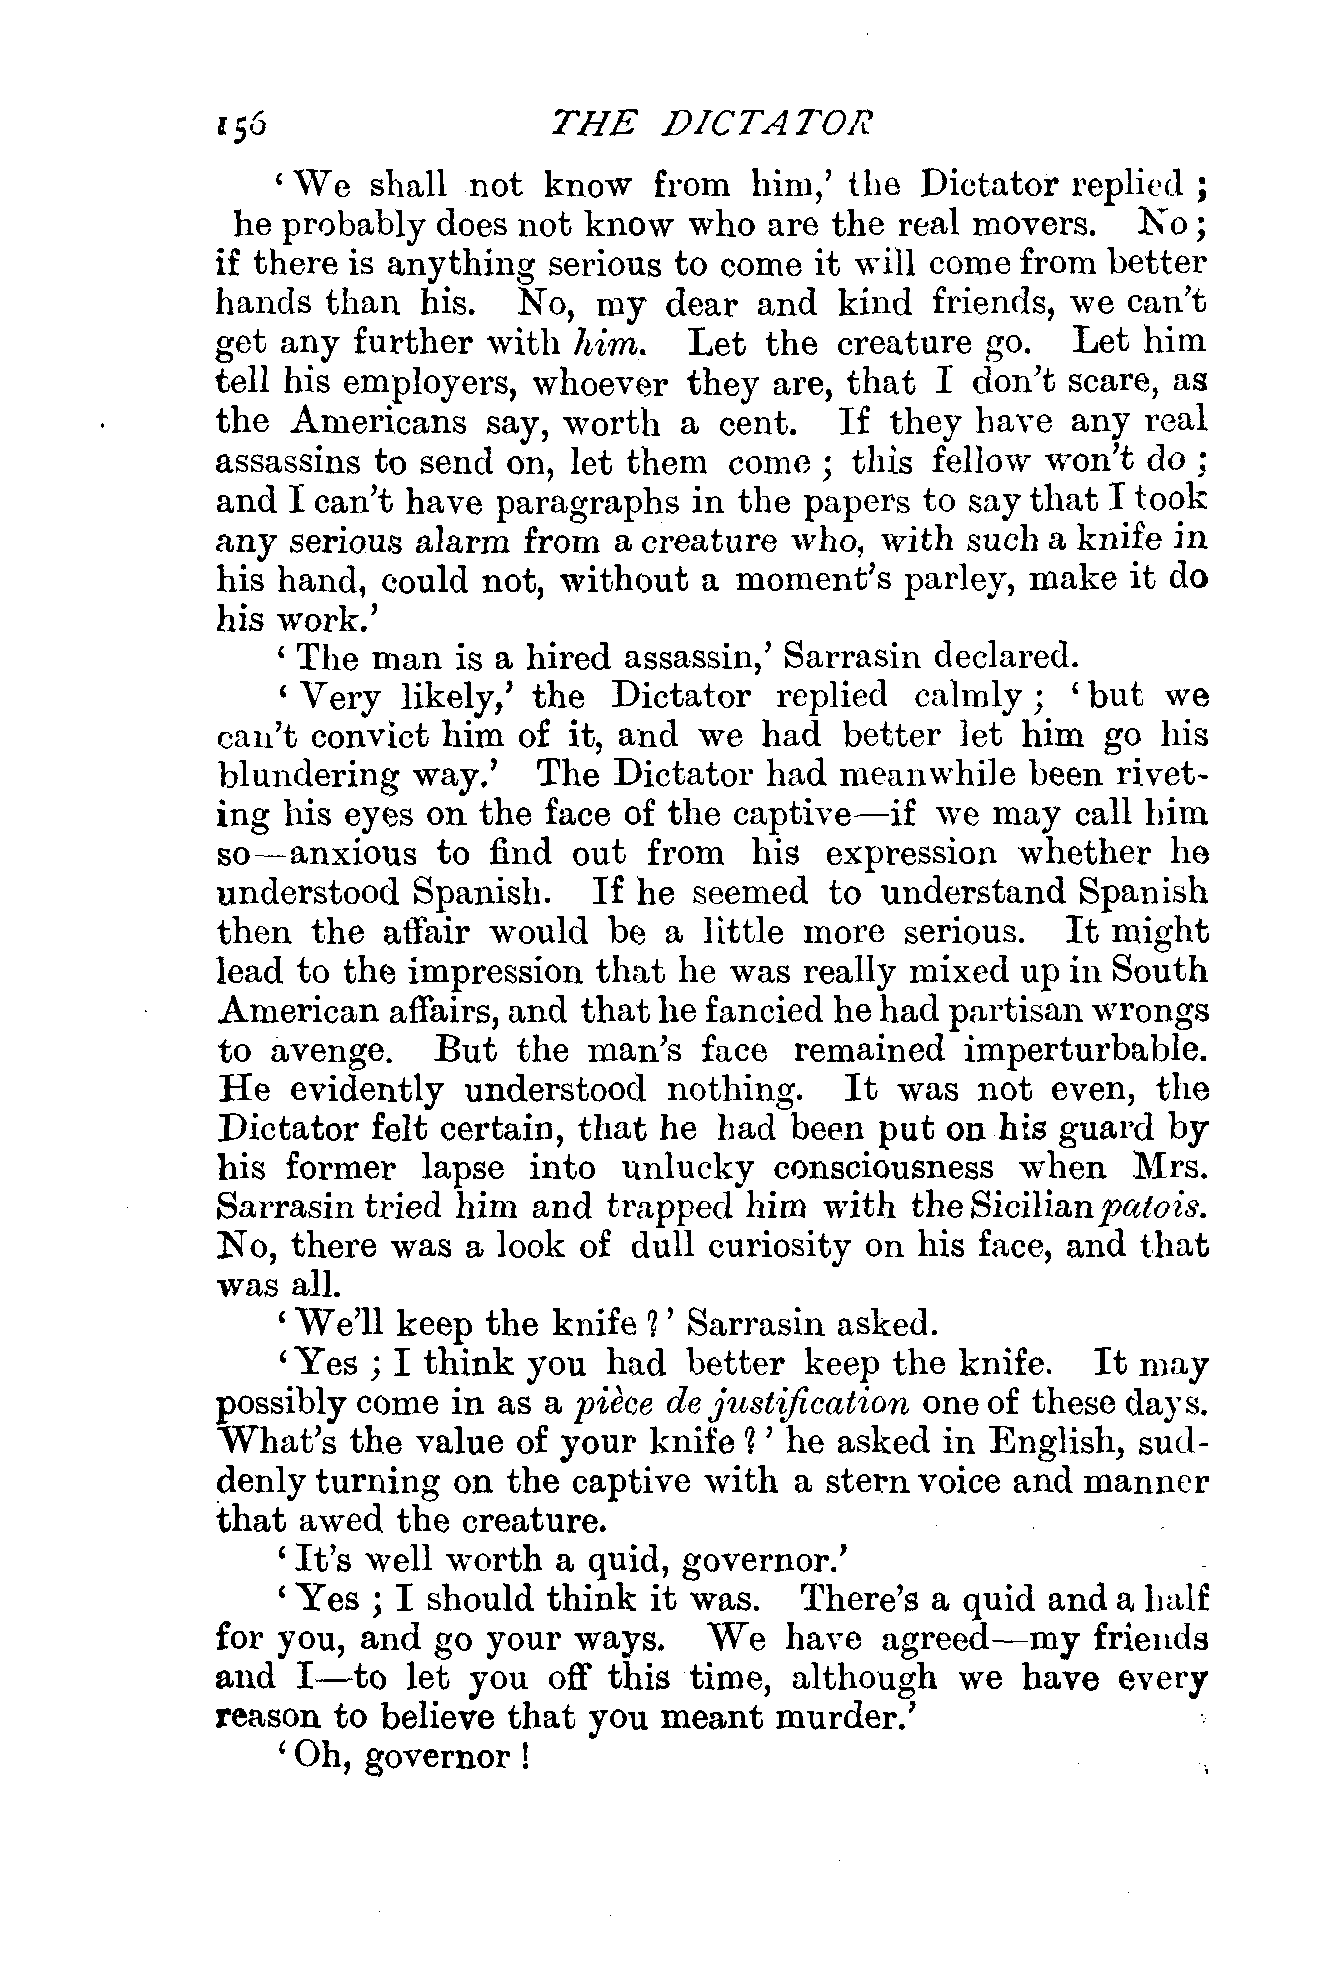 156 THE DICTATOR
‘We shall not know from him,’ the Dictator replied ;
he probably does not know who are the real movers. No ;
if there is anything serious to come it will come from better
hands than his. No, my dear and kind friends, we can’t
get any further with him. Let the creature go. Let him
tell his employers, whoever they are, that I don’t scare, as
the Americans say, worth a cent. If they have any real
assassins to send on, let them come ; this fellow won’t do ;
and I can’t have paragraphs in the papers to say that I took
any serious alarm from a creature who, with such a knife in
his hand, could not, without a moment’s parley, make it do
his work.’
‘The man is a hired assassin,’ Sarrasin declared.
‘Very likely,’ the Dictator replied calmly ; ‘but we
can’t convict him of it, and we had better let him go his
blundering way.’ The Dictator had meanwhile been rivet-
ing his eyes on the face of the captive—if we may call him
so—anxious to find out from his expression whether he
understood Spanish. If he seemed to understand Spanish
then the affair would be a little more serious. It might
lead to the impression that he was really mixed up in South
American affairs, and that he fancied he had partisan wrongs
to avenge. But the man’s face remained imperturbable.
He evidently understood nothing. It was not even, the
Dictator felt certain, that he had been put on his guard by
his former lapse into unlucky consciousness when Mrs.
Sarrasin tried him and trapped him with the Sicilian patois.
No, there was a look of dull curiosity on his face, and that
was all.
‘We’ll keep the knife ?’ Sarrasin asked.
‘Yes ; I think you had better keep the knife. It may
possibly come in as a pièce de justification one of these days.
What’s the value of your knife ?’ he asked in English, sud-
denly turning on the captive with a stern voice and manner
that awed the creature.
‘It’s well worth a quid, governor.’
‘Yes ; I should think it was. There’s a quid and a half
for you, and go your ways. We have agreed—my friends
and I—to let you off this time, although we have every
reason to believe that you meant murder.’
‘Oh, governor !